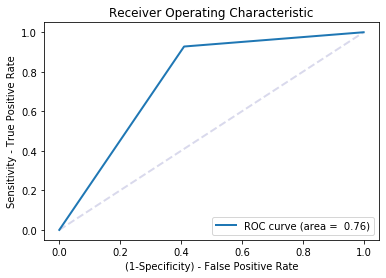 Receiver Operating Characteristic
Sensitivity - True Positive Rate
1.0
0.8
0.6
0.4
0.2
0.0
ROC curve (area =  0.76)
0.0 0.2 0.4 0.6 0.8 1.0
(1-Specificity) - False Positive Rate